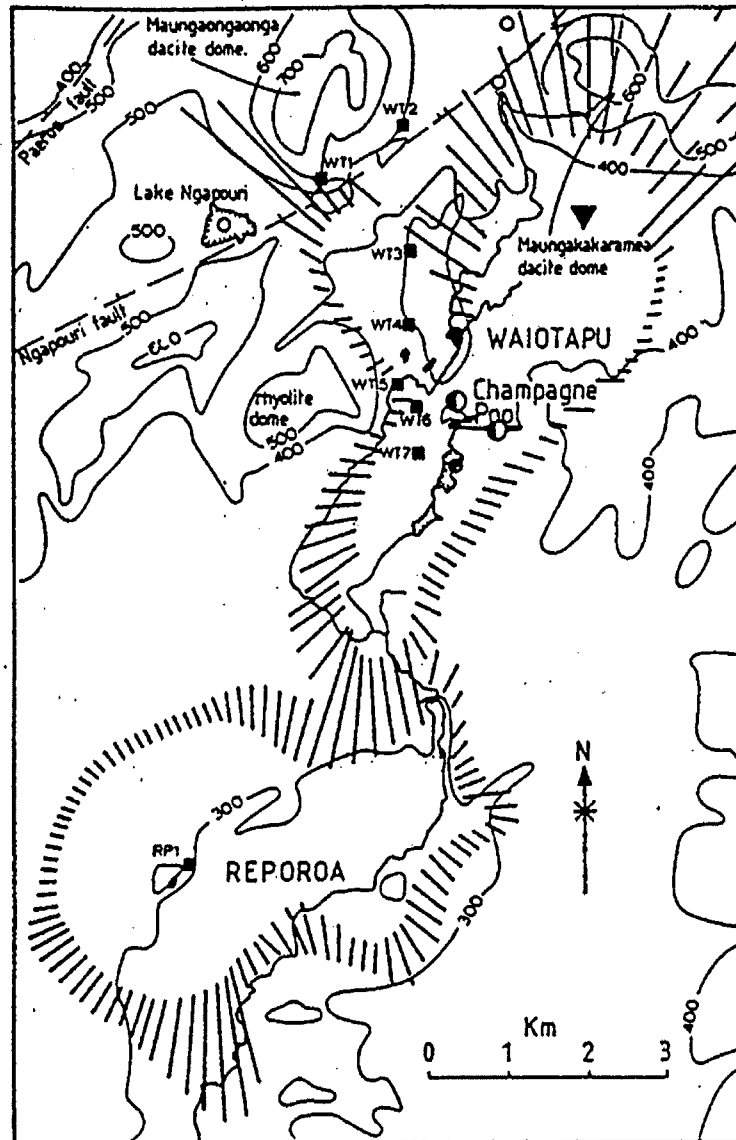 Maungaongaonga
dacite dome.
600
700
400
500
Paeroa fault
500
WT2
600
500
400
WT1
Lake Ngapouri
500
WT3
Maungakakaramea
dacite dome
Ngapouri fault
500
WT4
WAIOTAPU
400
rhyolite
dome
WT5
WT6
Champagne
Pool
500
400
WT7
400
N
300
RP1
REPOROA
300
400
Km
0 1 2 3